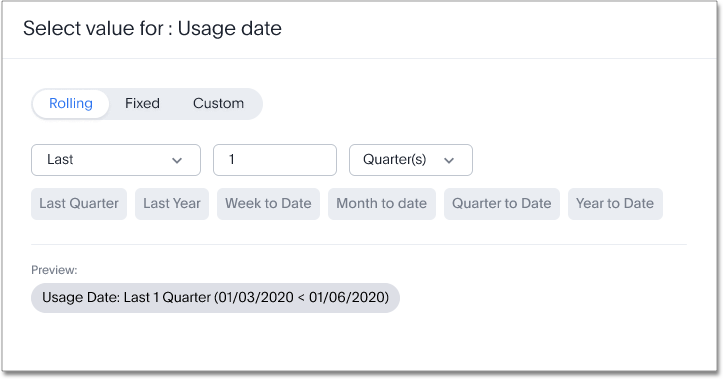 Select value for : Usage date
Rolling Fixed Custom
Last 1 Quarter(s)
Last Quarter Last Year Week to Date Month to date Quarter to Date Year to Date
Preview:
Usage Date: Last 1 Quarter (01/03/2020 < 01/06/2020)